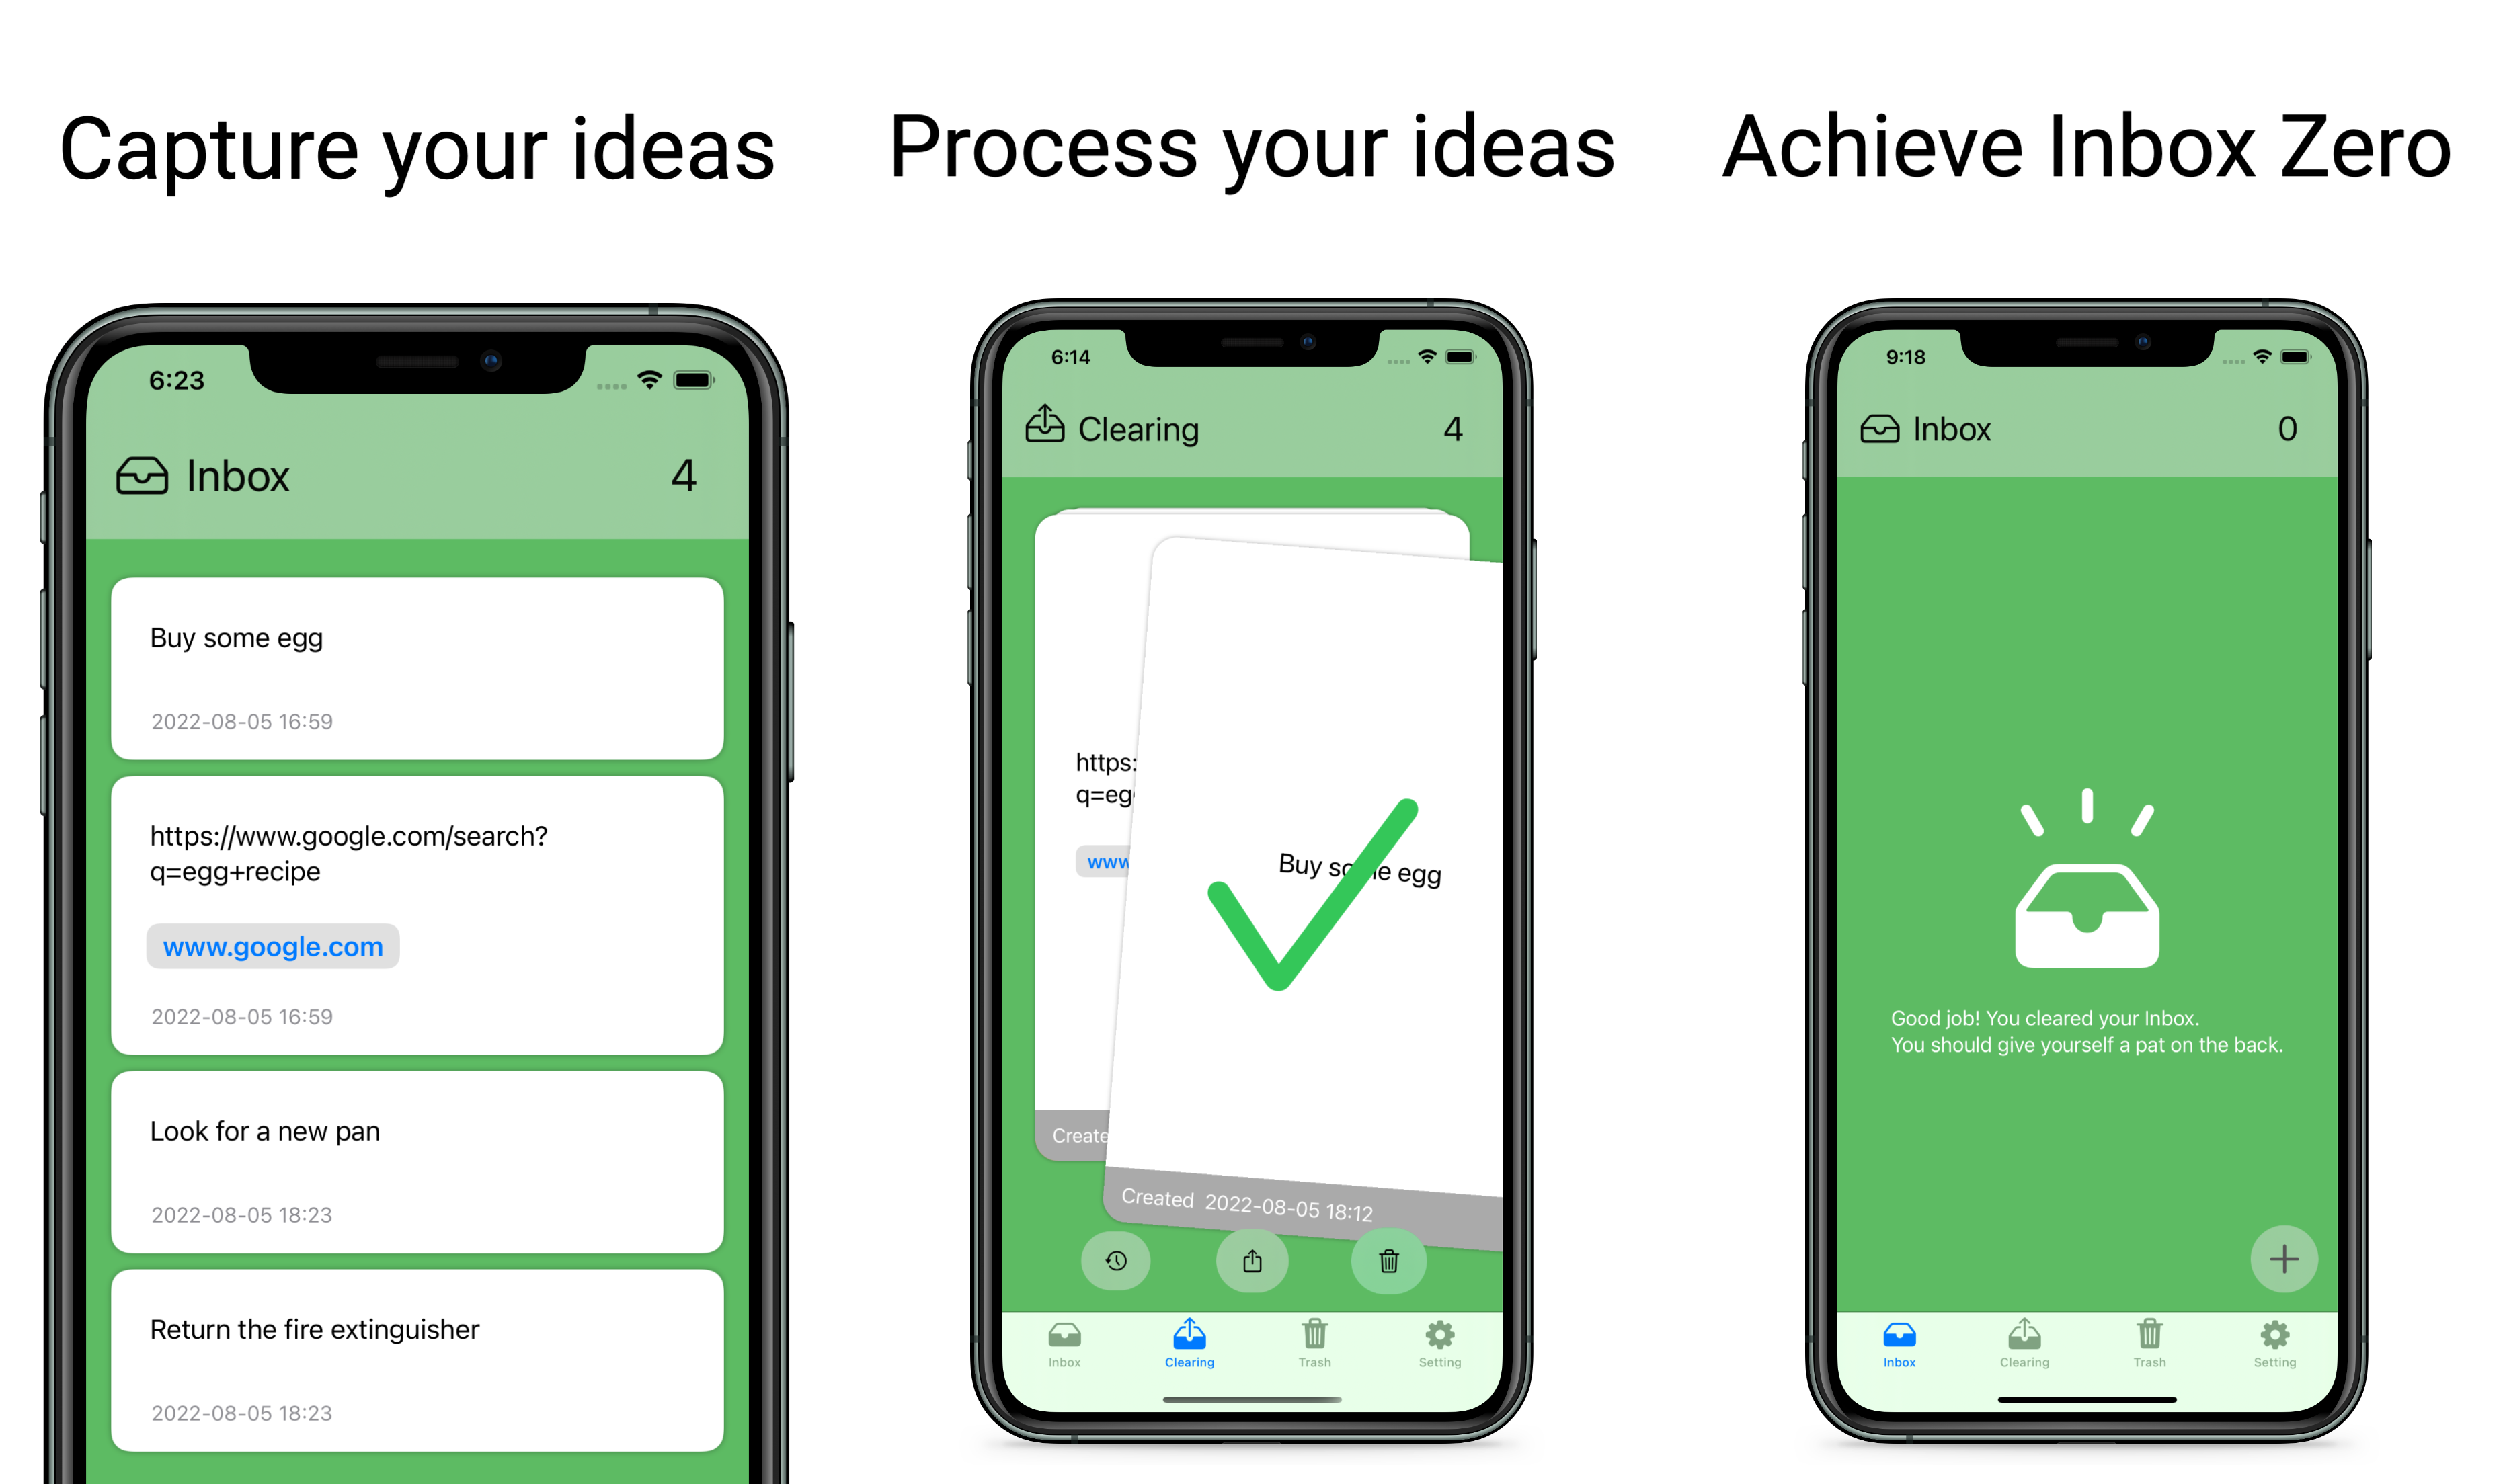 Capture your ideas
6:23
Inbox 4
Buy some egg
2022-08-05 16:59
https://www.google.com/search?
q=egg+recipe
www.google.com
2022-08-05 16:59
Look for a new pan
2022-08-05 18:23
Return the fire extinguisher
2022-08-05 18:23
Process your ideas
6:14
Clearing 4
https:
q=eg
www
Create
Buy some egg
Created 2022-08-05 18:12
Inbox Clearing Trash Setting
Achieve Inbox Zero
9:18
Inbox 0
Good job! You cleared your Inbox.
You should give yourself a pat on the back.
Inbox Clearing Trash Setting